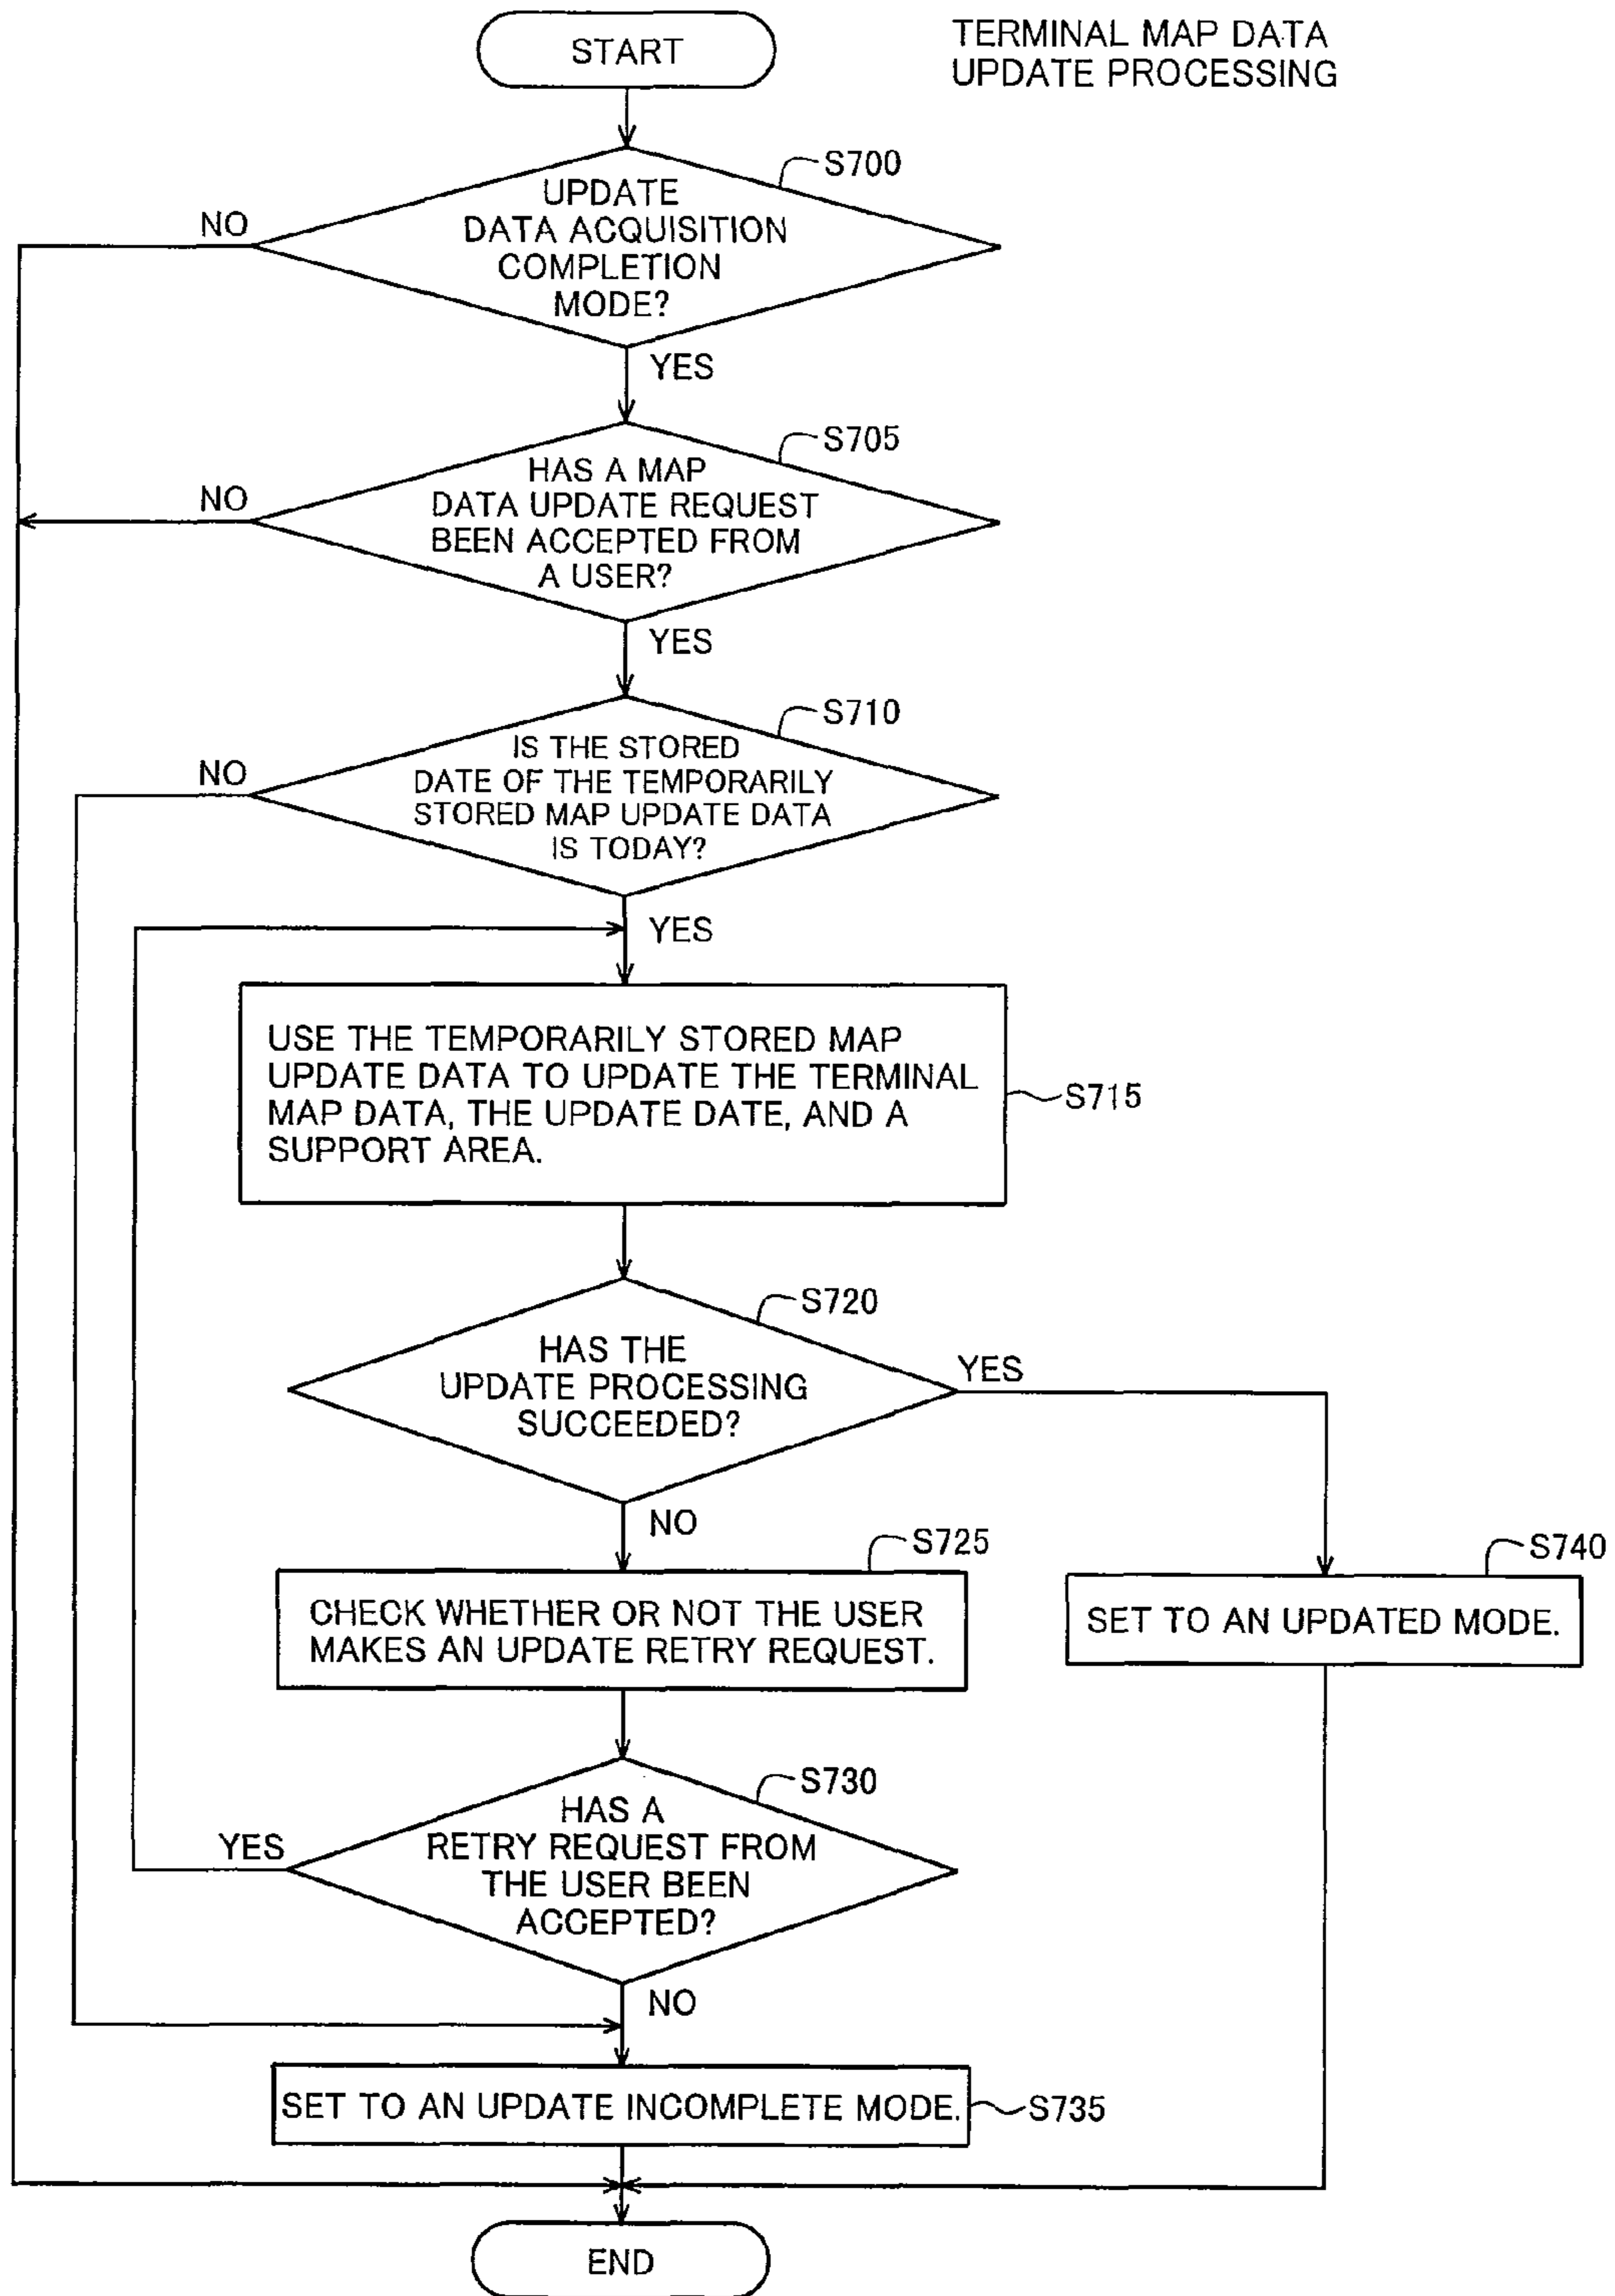 START
TERMINAL MAP DATA
UPDATE PROCESSING
S700
UPDATE
DATA ACQUISITION
COMPLETION
MODE?
NO
YES
S705
HAS A MAP
DATA UPDATE REQUEST
BEEN ACCEPTED FROM
A USER?
NO
YES
S710
IS THE STORED
DATE OF THE TEMPORARILY
STORED MAP UPDATE DATA
IS TODAY?
NO
YES
USE THE TEMPORARILY STORED MAP
UPDATE DATA TO UPDATE THE TERMINAL
MAP DATA, THE UPDATE DATE, AND A
SUPPORT AREA.
S715
S720
HAS THE
UPDATE PROCESSING
SUCCEEDED?
YES
NO
S725
CHECK WHETHER OR NOT THE USER
MAKES AN UPDATE RETRY REQUEST.
S740
SET TO AN UPDATED MODE.
S730
HAS A
RETRY REQUEST FROM
THE USER BEEN
ACCEPTED?
YES
NO
SET TO AN UPDATE INCOMPLETE MODE.
S735
END